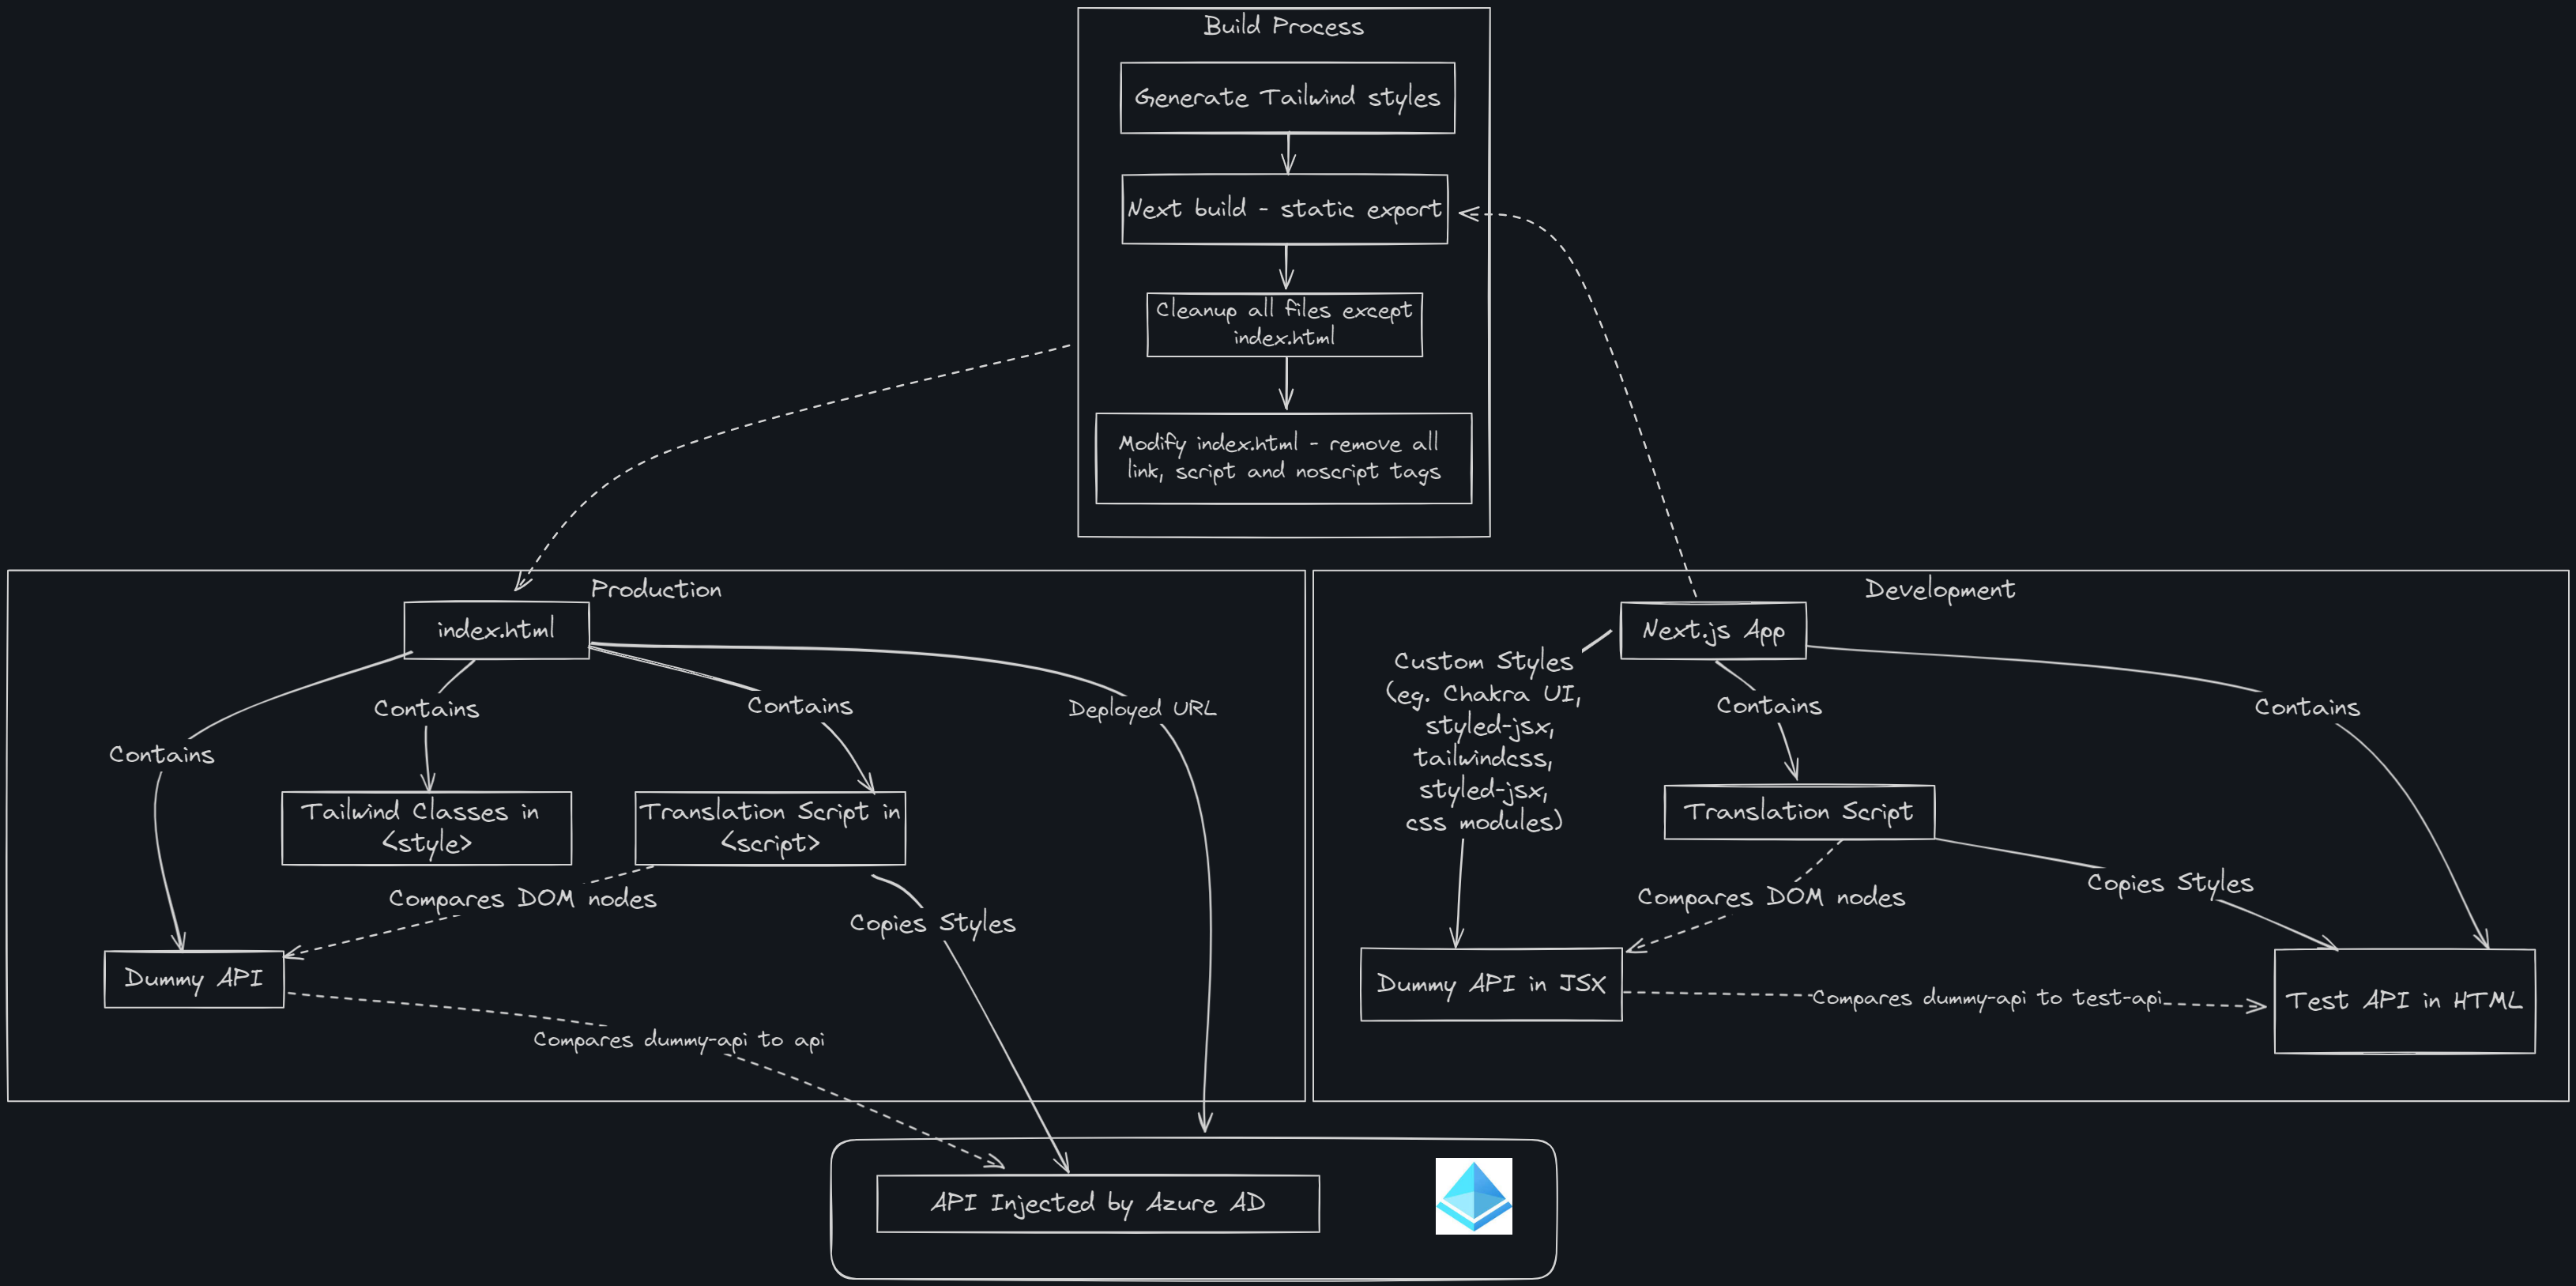 Build Process
Generate Tailwind styles
Next build - static export
Cleanup all files except
index.html
Modify index.html - remove all
link, script and noscript tags
Production
index.html
Contains
Contains
Contains
Deployed URL
Tailwind Classes in
<style>
Translation Script in
<script>
Compares DOM nodes
Copies Styles
Dummy API
Compares dummy-api to api
Development
Next.js App
Custom Styles
(eg. Chakra UI,
styled-jsx,
tailwindcss,
styled-jsx,
css modules)
Contains
Contains
Translation Script
Compares DOM nodes
Copies Styles
Dummy API in JSX
Compares dummy-api to test-api
Test API in HTML
API Injected by Azure AD